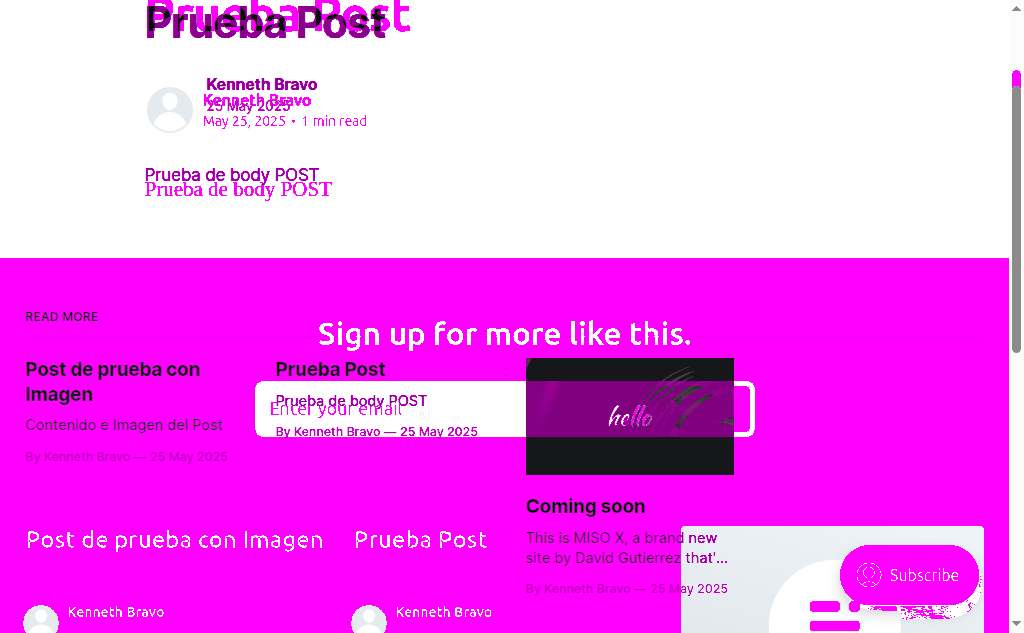 Prueba Post
Prueba Post
Kenneth Bravo
Kenneth Bravo
25 May 2025
May 25, 2025 • 1 min read
Prueba de body POST
Prueba de body POST
READ MORE
Sign up for more like this.
Post de prueba con
Imagen
Contenido e Imagen del Post
By Kenneth Bravo — 25 May 2025
Prueba Post
Prueba de body POST
Enter your email
By Kenneth Bravo — 25 May 2025
hello
Coming soon
This is MISO X, a brand new
site by David Gutierrez that'...
By Kenneth Bravo — 25 May 2025
Post de prueba con Imagen
Prueba Post
Subscribe
Kenneth Bravo
Kenneth Bravo